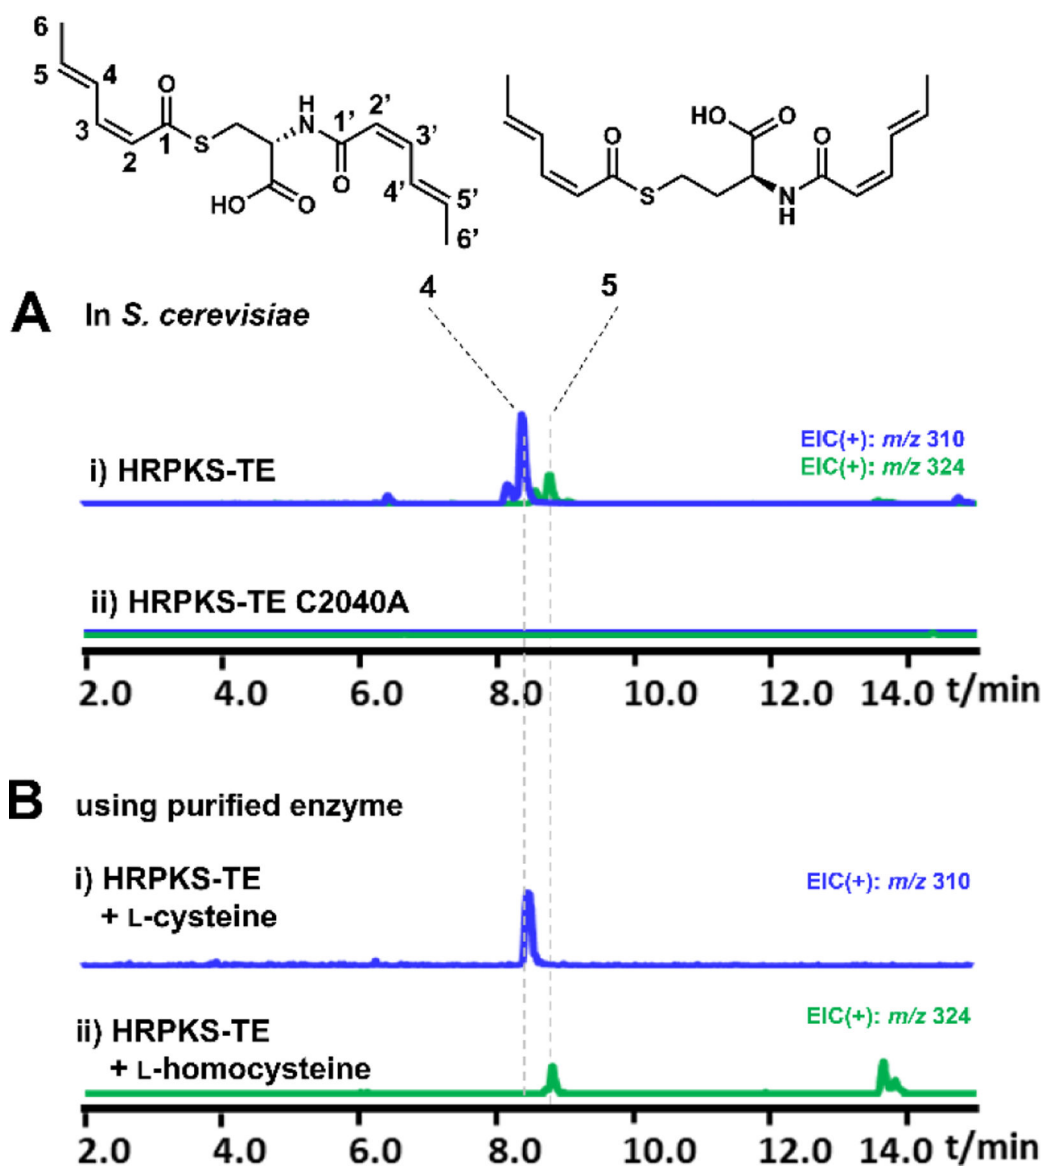 6
5 4 O H
3 2 1 S N 1' 2' 3'
O 4' 5'
HO O 6'
O HO O O
S N
H
4 5
A In S. cerevisiae
i) HRPKS-TE
EIC(+): m/z 310
EIC(+): m/z 324
ii) HRPKS-TE C2040A
2.0 4.0 6.0 8.0 10.0 12.0 14.0 t/min
B using purified enzyme
i) HRPKS-TE
+ L-cysteine
EIC(+): m/z 310
ii) HRPKS-TE
+ L-homocysteine
EIC(+): m/z 324
2.0 4.0 6.0 8.0 10.0 12.0 14.0 t/min